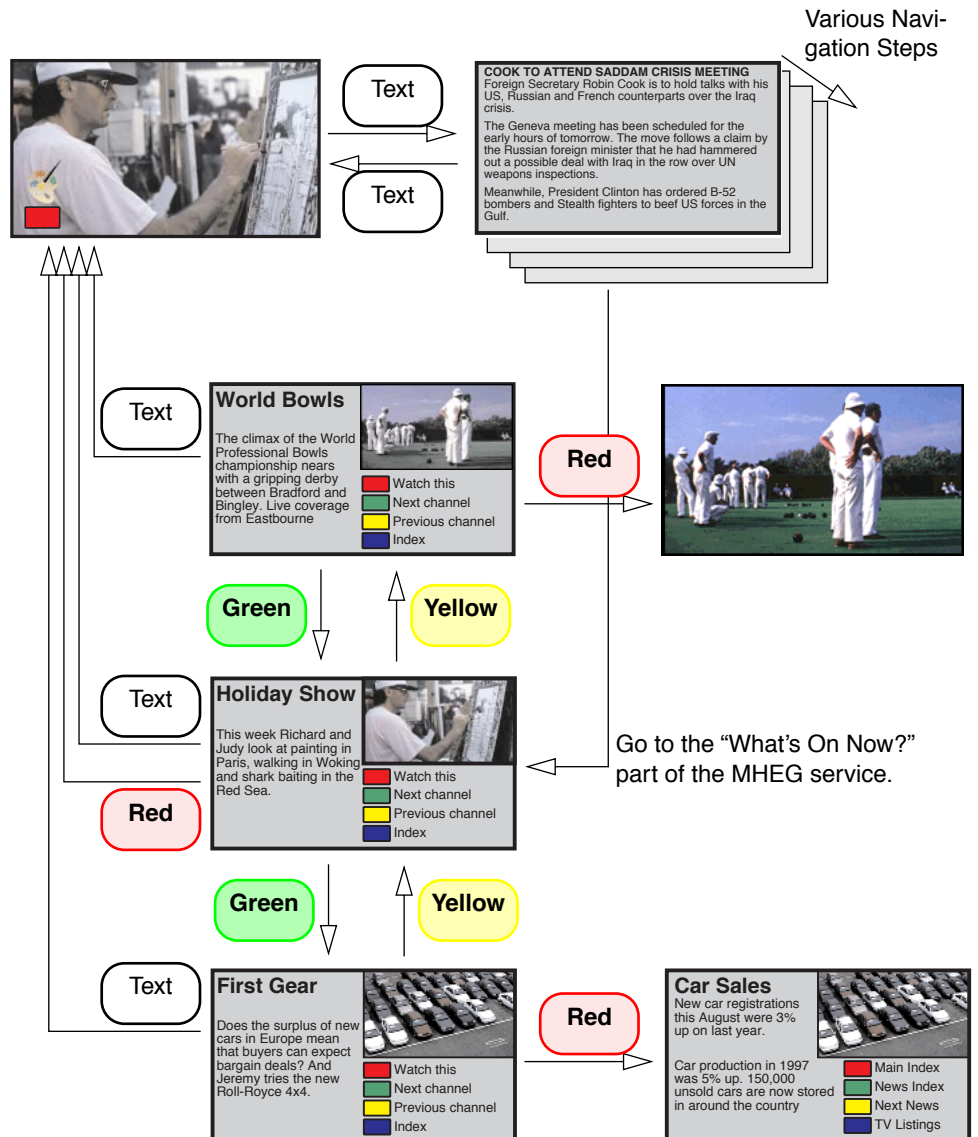 Various Navi-
gation Steps
Text
Text
COOK TO ATTEND SADDAM CRISIS MEETING
Foreign Secretary Robin Cook is to hold talks with his
US, Russian and French counterparts over the Iraq
crisis.
The Geneva meeting has been scheduled for the
early hours of tomorrow. The move follows a claim by
the Russian foreign minister that he had hammered
out a possible deal with Iraq in the row over UN
weapons inspections.
Meanwhile, President Clinton has ordered B-52
bombers and Stealth fighters to beef US forces in the
Gulf.
Text
World Bowls
The climax of the World
Professional Bowls
championship nears
with a gripping derby
between Bradford and
Bingley. Live coverage
from Eastbourne
Watch this
Next channel
Previous channel
Index
Red
Green
Yellow
Text
Red
Holiday Show
This week Richard and
Judy look at painting in
Paris, walking in Woking
and shark baiting in the
Red Sea.
Watch this
Next channel
Previous channel
Index
Go to the “What’s On Now?”
part of the MHEG service.
Green
Yellow
Text
First Gear
Does the surplus of new
cars in Europe mean
that buyers can expect
bargain deals? And
Jeremy tries the new
Roll-Royce 4x4.
Watch this
Next channel
Previous channel
Index
Red
Car Sales
New car registrations
this August were 3%
up on last year.
Car production in 1997
was 5% up. 150,000
unsold cars are now stored
in around the country
Main Index
News Index
Next News
TV Listings